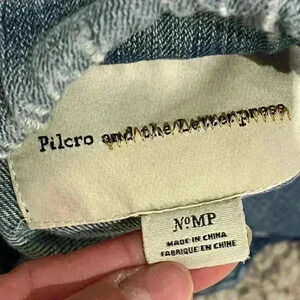 Pilcro and the Letterpress
NoMP
MADE IN CHINA
FABRIQUE EN CHINE